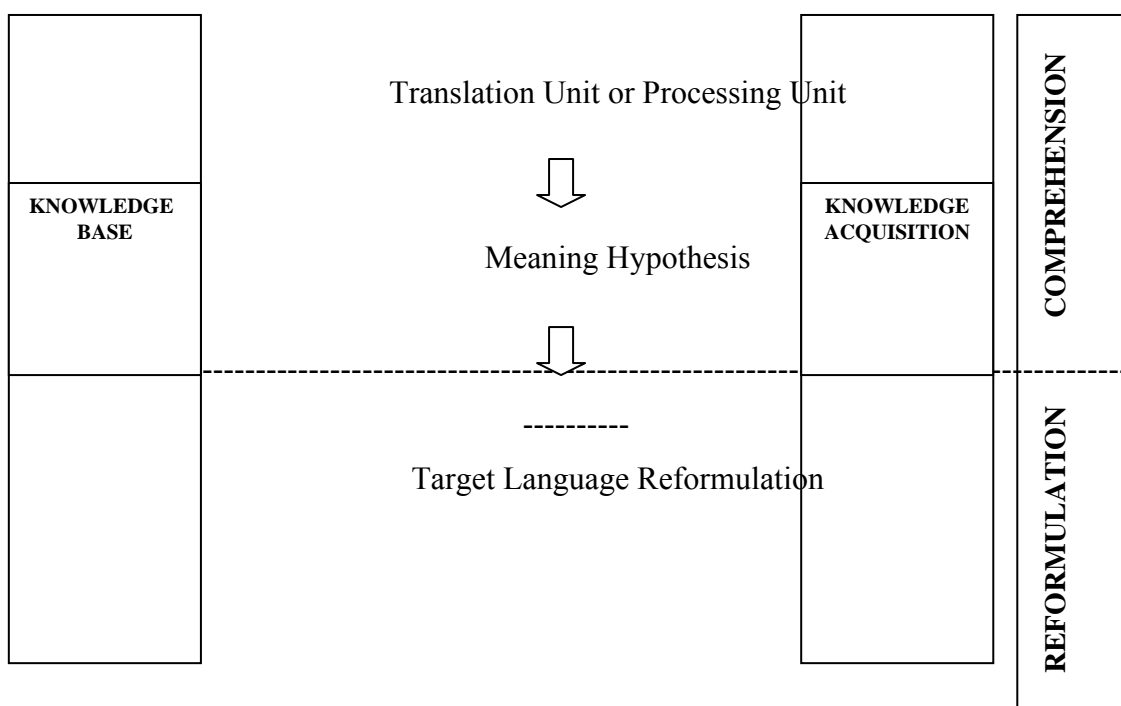 Translation Unit or Processing Unit
KNOWLEDGE
BASE
Meaning Hypothesis
KNOWLEDGE
ACQUISITION
COMPREHENSION
----------
Target Language Reformulation
REFORMULATION